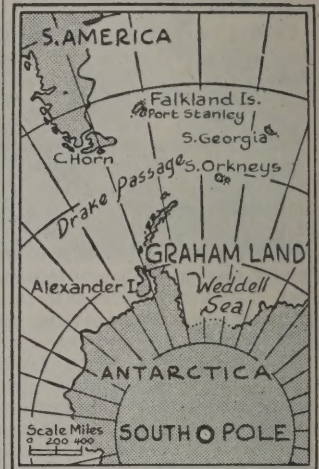 S. AMERICA
Falkland Is.
Port Stanley
S. Georgia
C. Horn
Drake Passage
S. Orkneys
GRAHAM LAND
Alexander I.
Weddell
Sea
ANTARCTICA
Scale Miles
0 200 400
SOUTH POLE